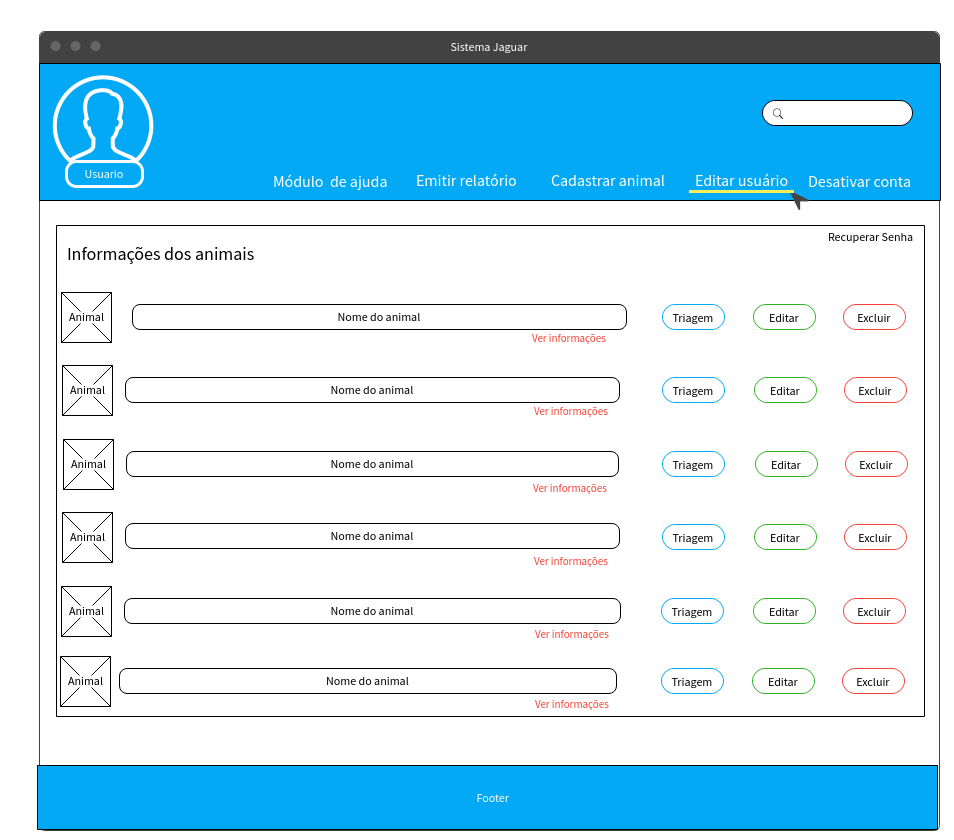 Sistema Jaguar
Usuario
Módulo de ajuda
Emitir relatório
Cadastrar animal
Editar usuário
Desativar conta
Recuperar Senha
Informações dos animais
Animal
Nome do animal
Triagem
Editar
Excluir
Ver informações
Animal
Nome do animal
Triagem
Editar
Excluir
Ver informações
Animal
Nome do animal
Triagem
Editar
Excluir
Ver informações
Animal
Nome do animal
Triagem
Editar
Excluir
Ver informações
Animal
Nome do animal
Triagem
Editar
Excluir
Ver informações
Animal
Nome do animal
Triagem
Editar
Excluir
Ver informações
Footer